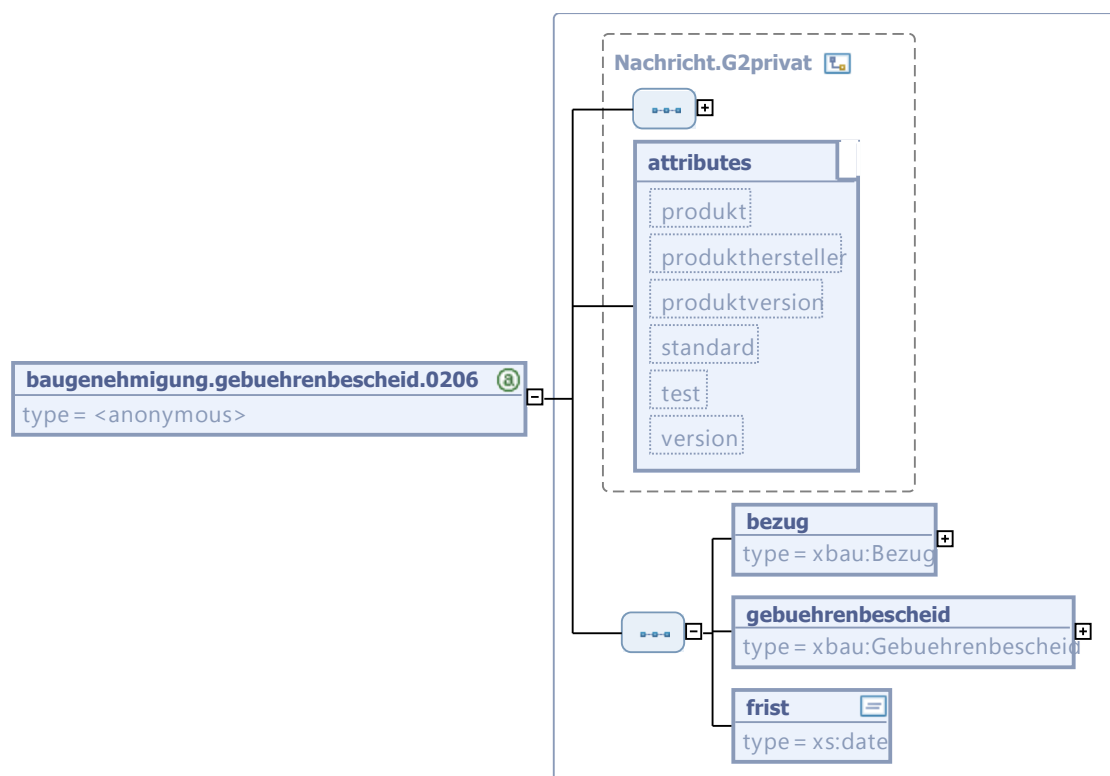 Nachricht.G2privat
attributes
produkt
produkthersteller
produktversion
standard
test
version
baugenehmigung.gebuehrenbescheid.0206 a
type = <anonymous>
bezug
type = xbau:Bezug
gebuehrenbescheid
type = xbau:Gebuehrenbescheid
frist
type = xs:date